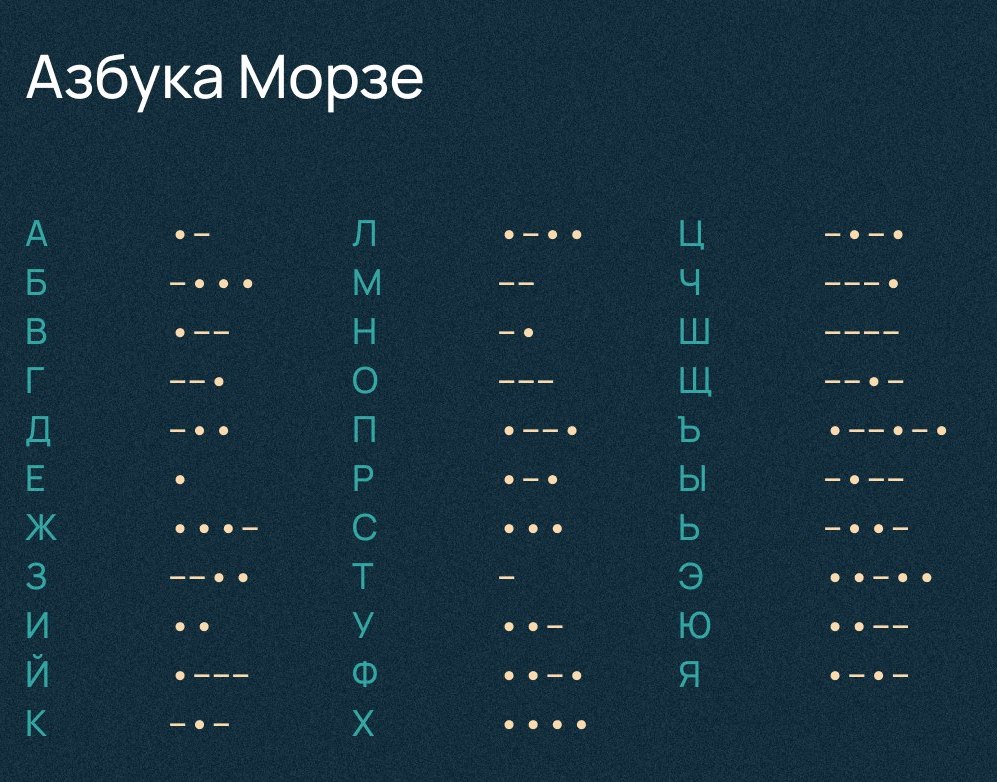 Азбука Морзе
А •– Л •–•• Ц –•–•
Б –••• М –– Ч –––•
В •–– Н –• Ш ––––
Г ––• О ––– Щ ––•–
Д –•• П •––• Ъ •––•–•
Е • Р •–• Ы –•––
Ж •••– С ••• Ь –••–
З ––•• Т – Э ••–••
И •• У ••– Ю ••––
Й •––– Ф ••–• Я •–•–
К –•– Х ••••